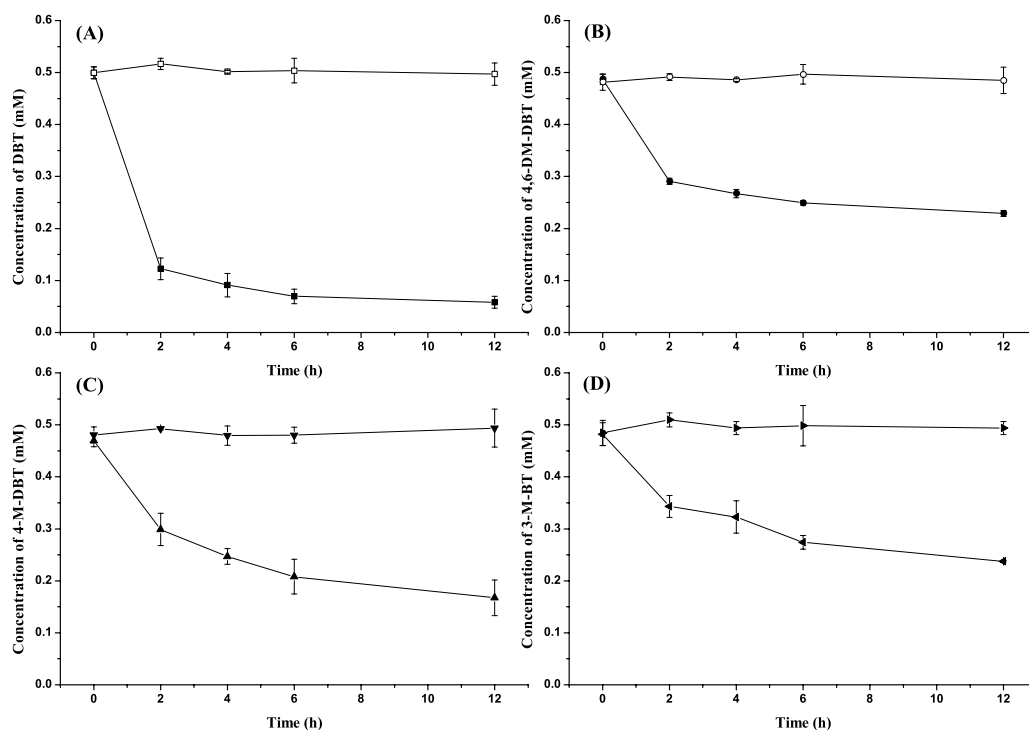 (A)
Concentration of DBT (mM)
0.6
0.5
0.4
0.3
0.2
0.1
0.0
0 2 4 6 8 10 12
Time (h)
(B)
Concentration of 4,6-DM-DBT (mM)
0.6
0.5
0.4
0.3
0.2
0.1
0.0
0 2 4 6 8 10 12
Time (h)
(C)
Concentration of 4-M-DBT (mM)
0.6
0.5
0.4
0.3
0.2
0.1
0.0
0 2 4 6 8 10 12
Time (h)
(D)
Concentration of 3-M-BT (mM)
0.6
0.5
0.4
0.3
0.2
0.1
0.0
0 2 4 6 8 10 12
Time (h)